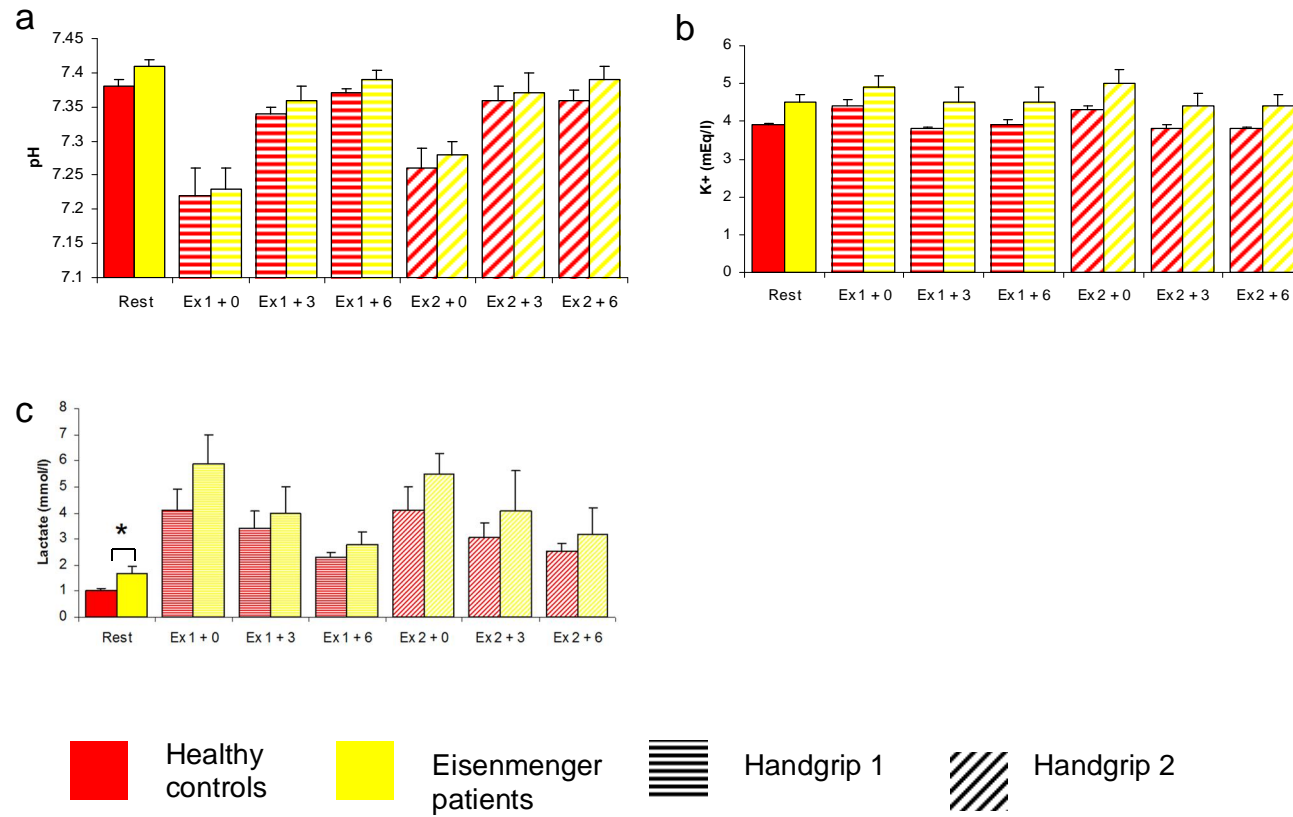 a
pH
7.45
7.4
7.35
7.3
7.25
7.2
7.15
7.1
Rest
Ex 1 + 0
Ex 1 + 3
Ex 1 + 6
Ex 2 + 0
Ex 2 + 3
Ex 2 + 6
b
K+ (mEq/l)
6
5
4
3
2
1
0
Rest
Ex 1 + 0
Ex 1 + 3
Ex 1 + 6
Ex 2 + 0
Ex 2 + 3
Ex 2 + 6
c
Lactate (mmol/l)
8
7
6
5
4
3
2
1
0
*
Rest
Ex 1 + 0
Ex 1 + 3
Ex 1 + 6
Ex 2 + 0
Ex 2 + 3
Ex 2 + 6
Healthy
controls
Eisenmenger
patients
Handgrip 1
Handgrip 2